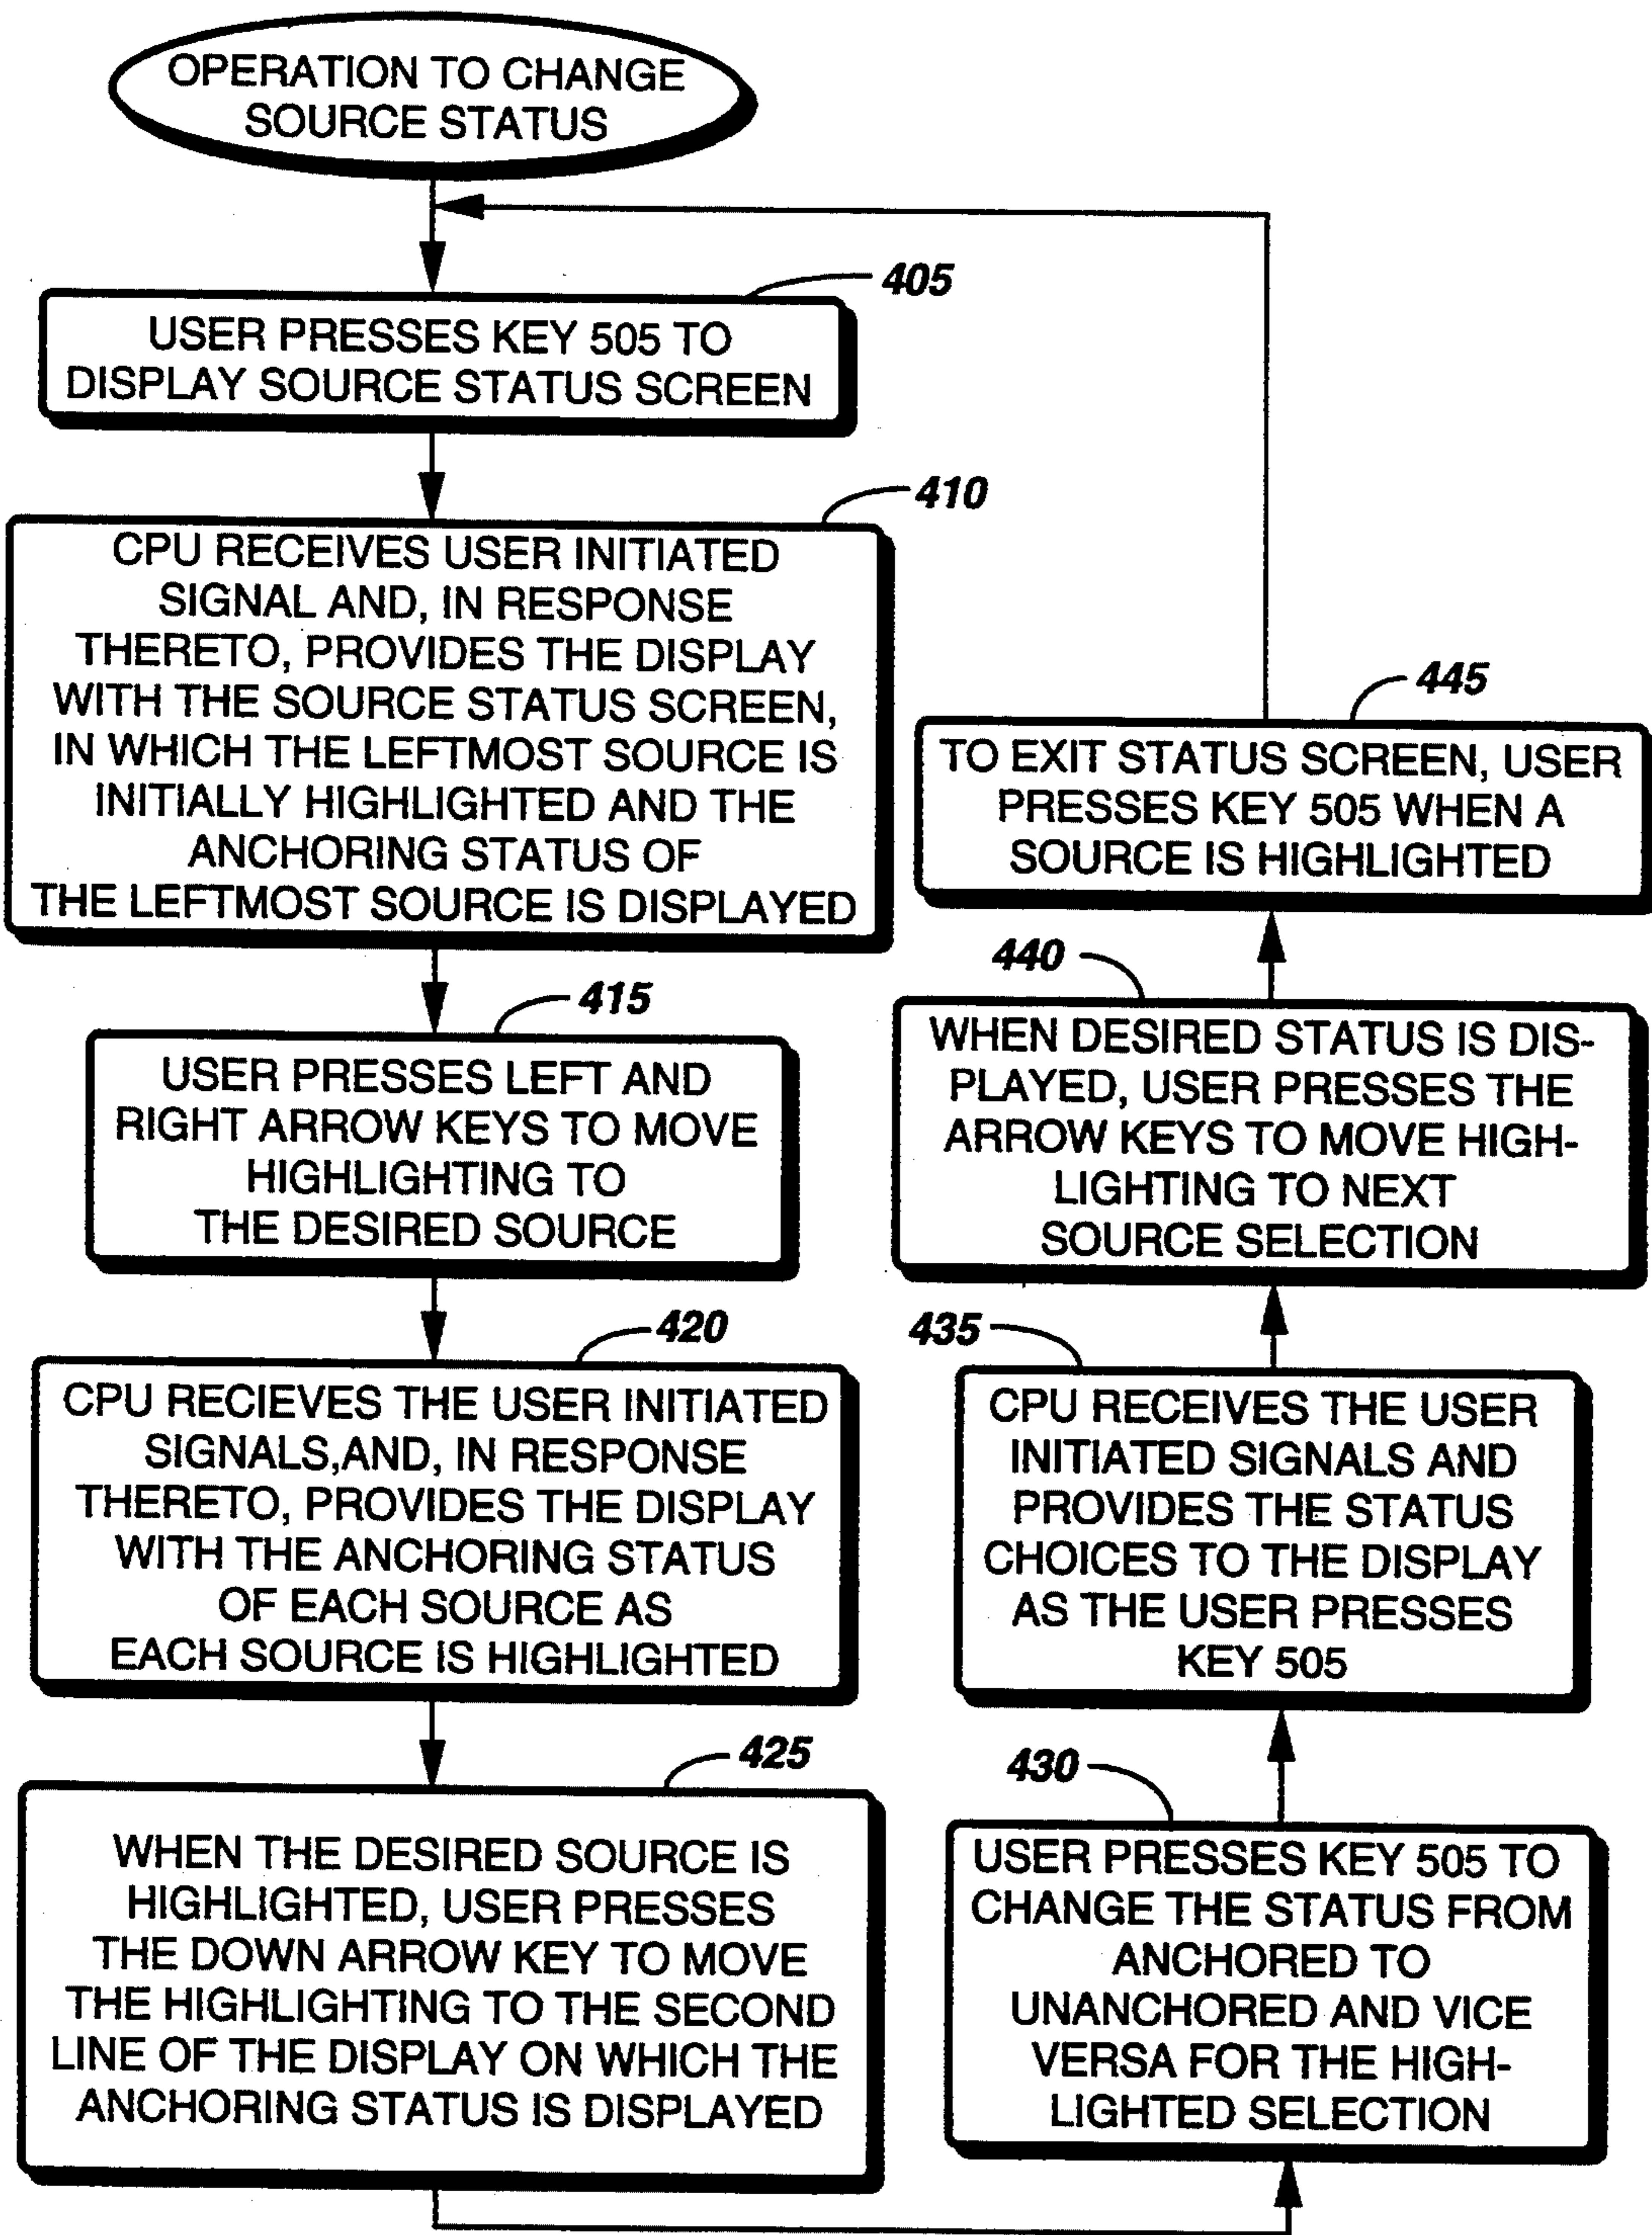 OPERATION TO CHANGE
SOURCE STATUS
405
USER PRESSES KEY 505 TO
DISPLAY SOURCE STATUS SCREEN
410
CPU RECEIVES USER INITIATED
SIGNAL AND, IN RESPONSE
THERETO, PROVIDES THE DISPLAY
WITH THE SOURCE STATUS SCREEN,
IN WHICH THE LEFTMOST SOURCE IS
INITIALLY HIGHLIGHTED AND THE
ANCHORING STATUS OF
THE LEFTMOST SOURCE IS DISPLAYED
415
USER PRESSES LEFT AND
RIGHT ARROW KEYS TO MOVE
HIGHLIGHTING TO
THE DESIRED SOURCE
420
CPU RECIEVES THE USER INITIATED
SIGNALS,AND, IN RESPONSE
THERETO, PROVIDES THE DISPLAY
WITH THE ANCHORING STATUS
OF EACH SOURCE AS
EACH SOURCE IS HIGHLIGHTED
425
WHEN THE DESIRED SOURCE IS
HIGHLIGHTED, USER PRESSES
THE DOWN ARROW KEY TO MOVE
THE HIGHLIGHTING TO THE SECOND
LINE OF THE DISPLAY ON WHICH THE
ANCHORING STATUS IS DISPLAYED
430
USER PRESSES KEY 505 TO
CHANGE THE STATUS FROM
ANCHORED TO
UNANCHORED AND VICE
VERSA FOR THE HIGH-
LIGHTED SELECTION
435
CPU RECEIVES THE USER
INITIATED SIGNALS AND
PROVIDES THE STATUS
CHOICES TO THE DISPLAY
AS THE USER PRESSES
KEY 505
440
WHEN DESIRED STATUS IS DIS-
PLAYED, USER PRESSES THE
ARROW KEYS TO MOVE HIGH-
LIGHTING TO NEXT
SOURCE SELECTION
445
TO EXIT STATUS SCREEN, USER
PRESSES KEY 505 WHEN A
SOURCE IS HIGHLIGHTED